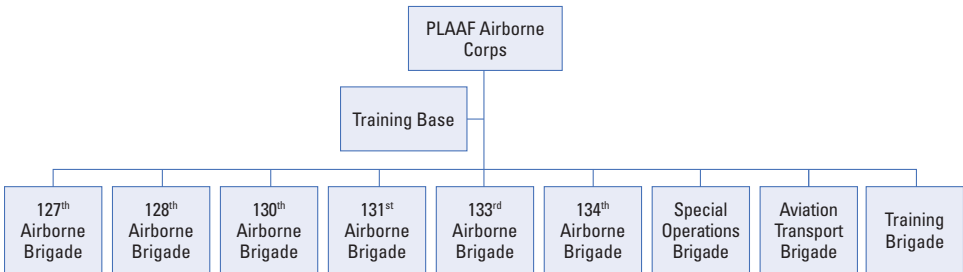 PLAAF Airborne
Corps
Training Base
127th
Airborne
Brigade
128th
Airborne
Brigade
130th
Airborne
Brigade
131st
Airborne
Brigade
133rd
Airborne
Brigade
134th
Airborne
Brigade
Special
Operations
Brigade
Aviation
Transport
Brigade
Training
Brigade